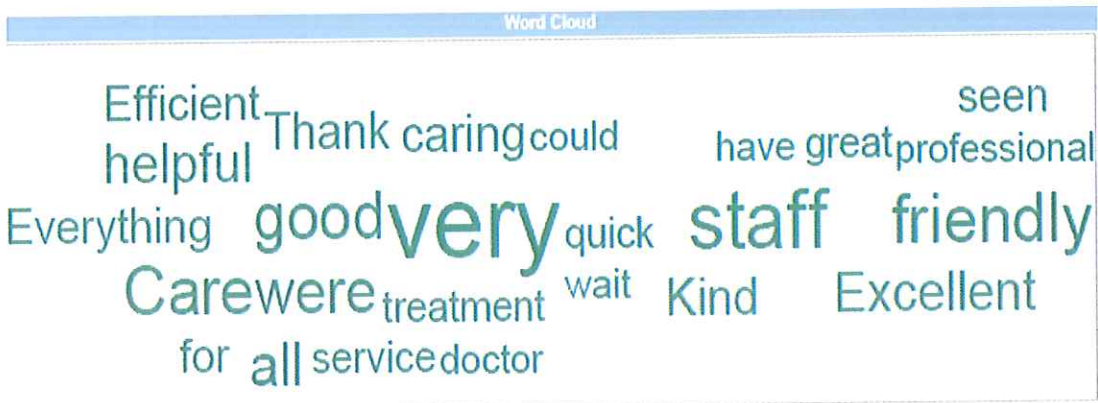 Word Cloud
Efficient Thank caring could seen
helpful have great professional
Everything good very quick staff friendly
Care were treatment wait Kind Excellent
for all service doctor